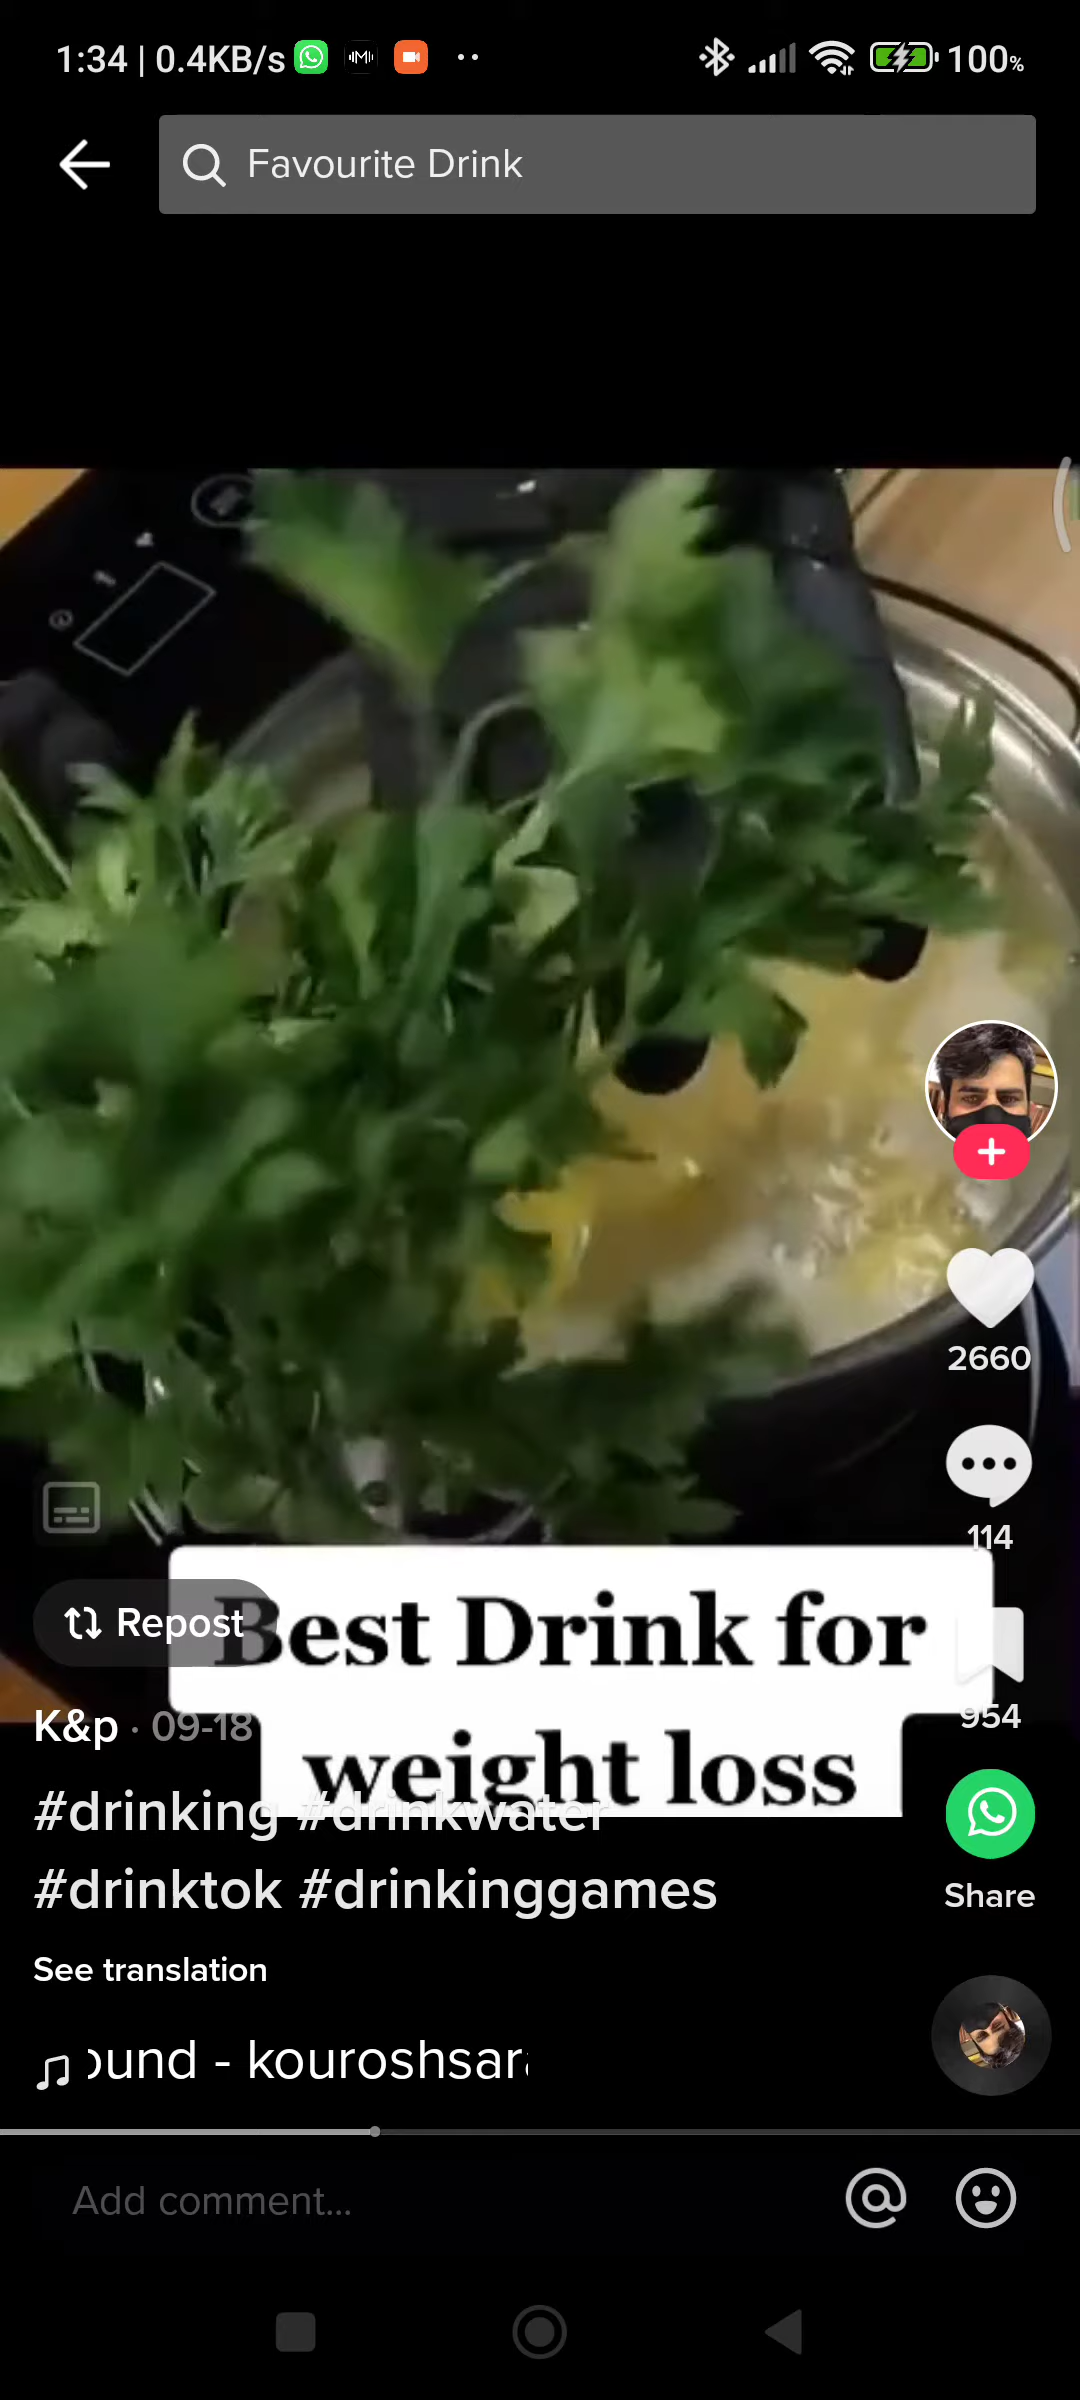 1:34 | 0.4KB/s
100%
Favourite Drink
2660
114
Best Drink for
Repost
954
K&p · 09-18
weight loss
#drinking #drinkwater
#drinktok #drinkinggames
Share
See translation
ound - kouroshsara
Add comment...